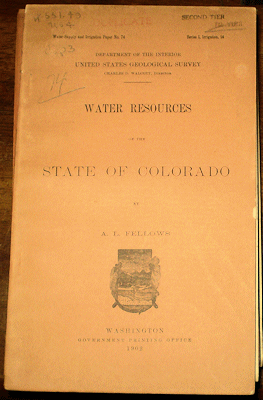 SECOND TIER
Water-Supply and Irrigation Paper No. 74
Series I, Irrigation, 14
DEPARTMENT OF THE INTERIOR
UNITED STATES GEOLOGICAL SURVEY
CHARLES D. WALCOTT, DIRECTOR
WATER RESOURCES
OF THE
STATE OF COLORADO
BY
A. L. FELLOWS
WASHINGTON
GOVERNMENT PRINTING OFFICE
1902